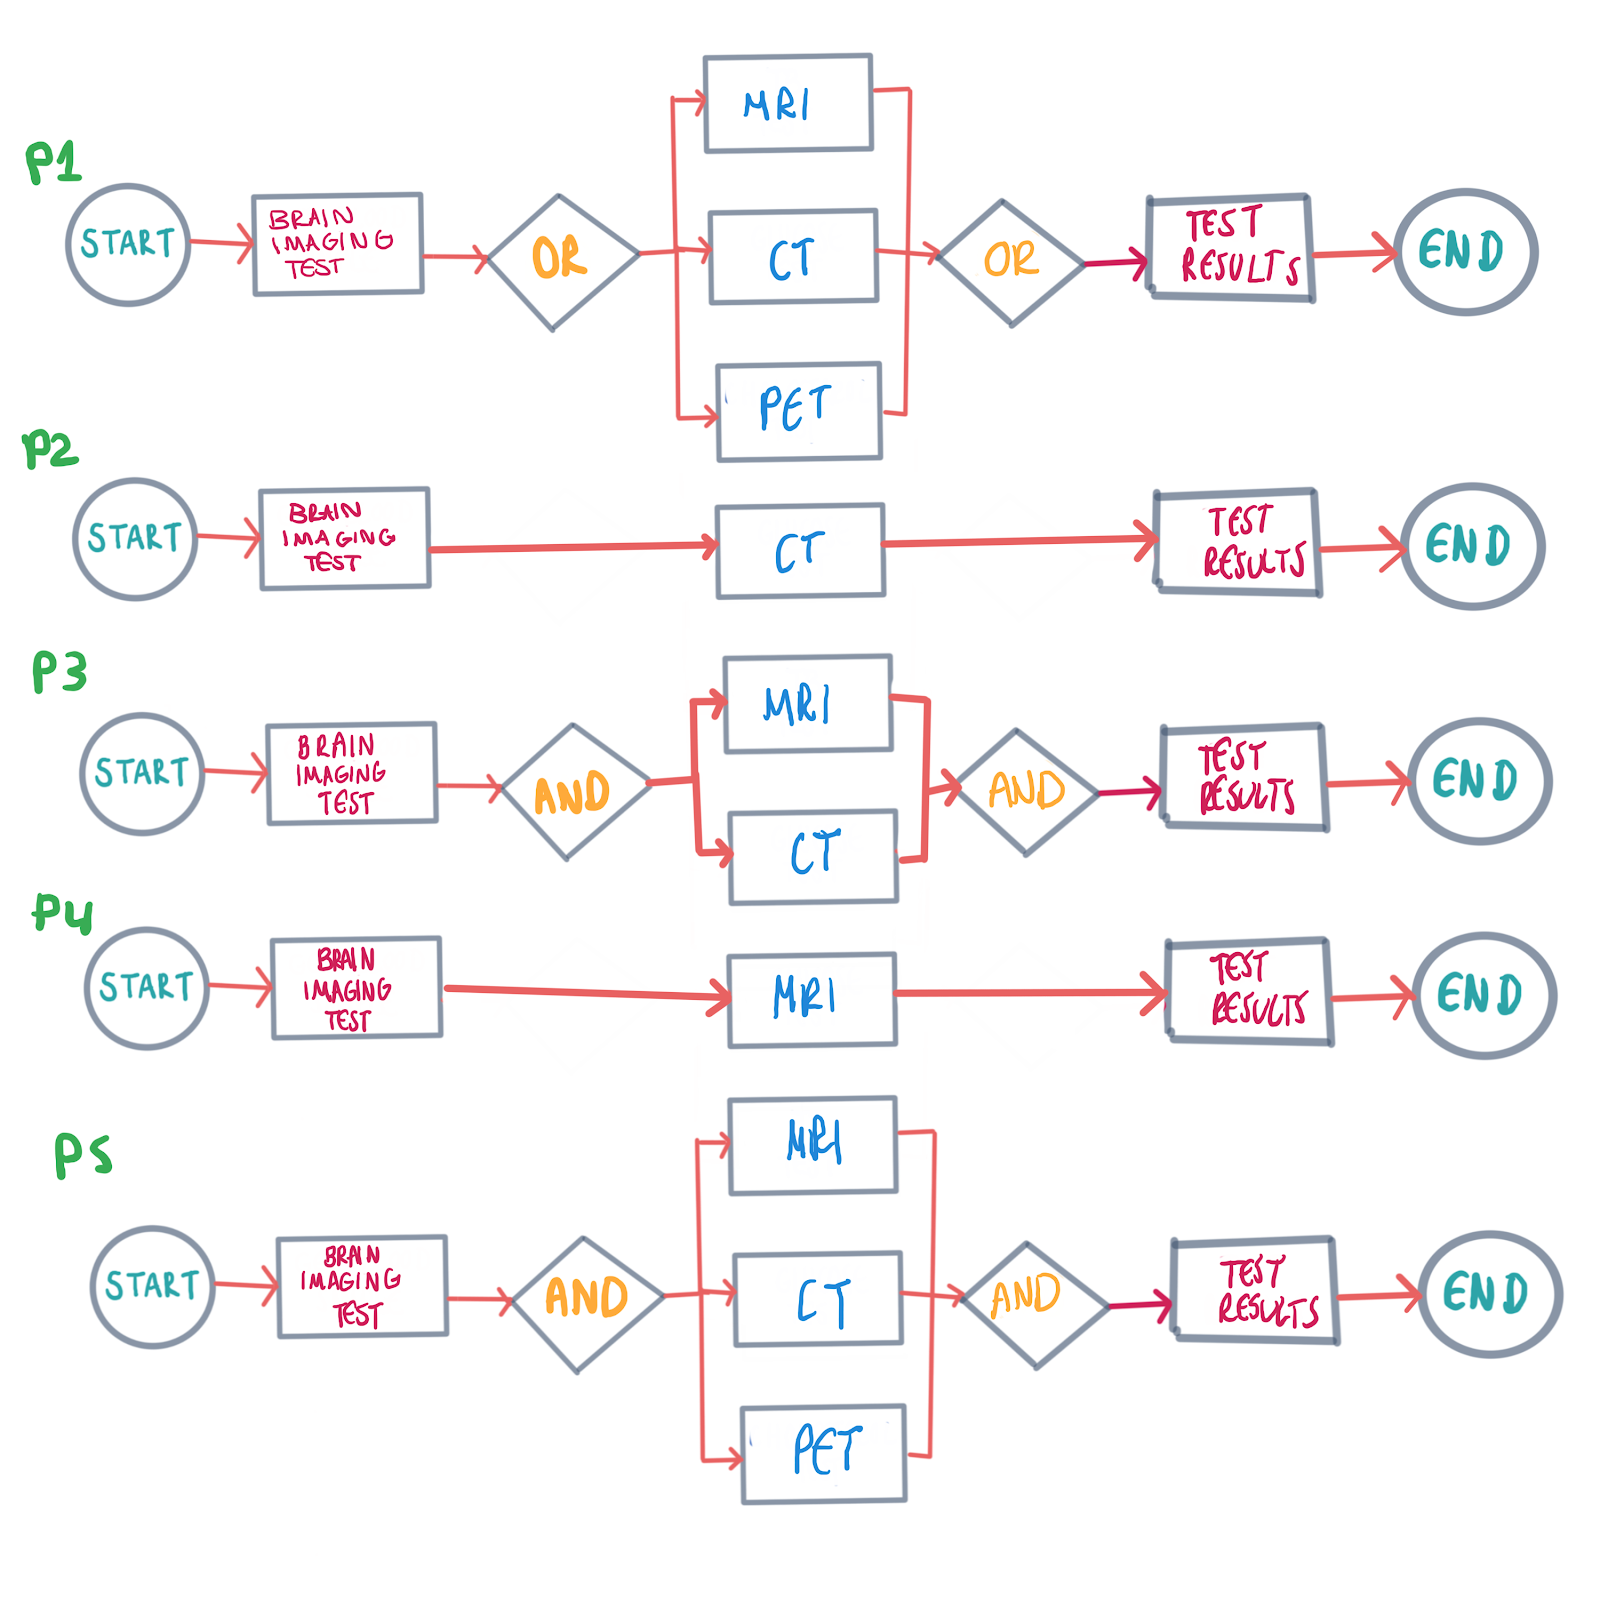 P1
START
BRAIN
IMAGING
TEST
OR
MRI
CT
PET
OR
TEST
RESULTS
END
P2
START
BRAIN
IMAGING
TEST
CT
TEST
RESULTS
END
P3
START
BRAIN
IMAGING
TEST
AND
MRI
CT
AND
TEST
RESULTS
END
P4
START
BRAIN
IMAGING
TEST
MRI
TEST
RESULTS
END
P5
START
BRAIN
IMAGING
TEST
AND
MRI
CT
PET
AND
TEST
RESULTS
END